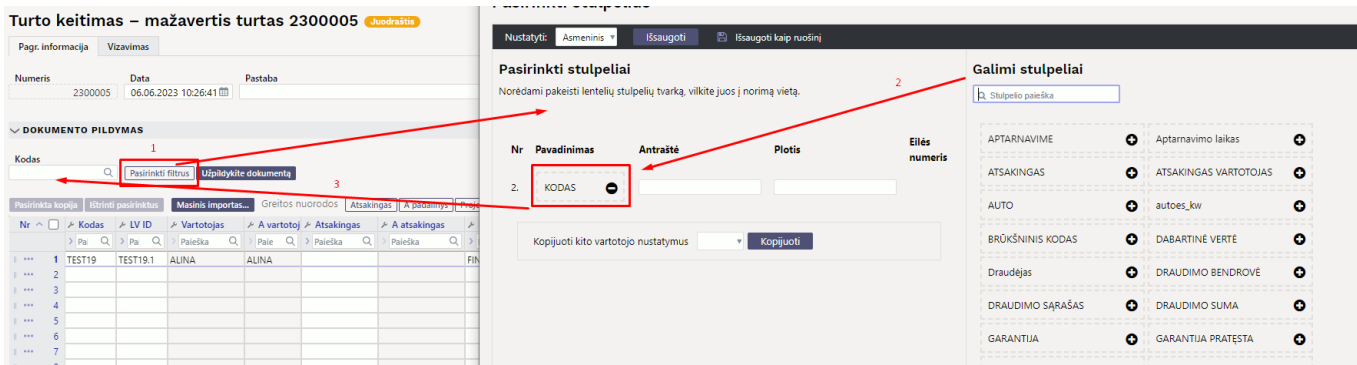 Turto keitimas – mažavertis turtas 2300005 Juodraštis
Pagr. informacija Vizavimas
Numeris Data Pastaba
2300005 06.06.2023 10:26:41
DOKUMENTO PILDYMAS
1
Kodas
Pasirinkti filtrus Užpildykite dokumentą
3
Pasirinkta kopija Ištrinti pasirinktus Masinis importas... Greitos nuorodos Atsakingas A padalinys
Nr Kodas LV ID Vartotojas A vartotoj Atsakingas A atsakingas
Pai Pai Paieška Paie Paieška Paieška
1 TEST19 TEST19.1 ALINA ALINA FIN
2
3
4
5
6
7
Nustatyti: Asmeninis Išsaugoti Išsaugoti kaip ruošinį
Pasirinkti stulpeliai
Norėdami pakeisti lentelių stulpelių tvarką, vilkite juos į norimą vietą.
2
Nr Pavadinimas Antraštė Plotis Eilės
numeris
2. KODAS
Kopijuoti kito vartotojo nustatymus Kopijuoti
Galimi stulpeliai
Stulpelio paieška
APTARNAVIME Aptarnavimo laikas
ATSAKINGAS ATSAKINGAS VARTOTOJAS
AUTO autoes_kw
BRŪKŠNINIS KODAS DABARTINĖ VERTĖ
Draudėjas DRAUDIMO BENDROVĖ
DRAUDIMO SĄRAŠAS DRAUDIMO SUMA
GARANTIJA GARANTIJA PRATĘSTA